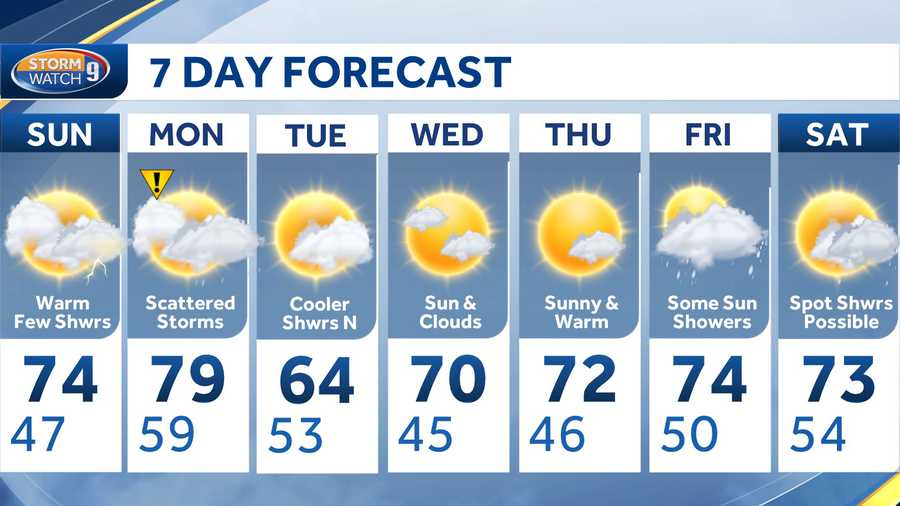 STORM
WATCH 9
7 DAY FORECAST
SUN MON TUE WED THU FRI SAT
!
Warm
Few Shwrs
Scattered
Storms
Cooler
Shwrs N
Sun &
Clouds
Sunny &
Warm
Some Sun
Showers
Spot Shwrs
Possible
74 79 64 70 72 74 73
47 59 53 45 46 50 54